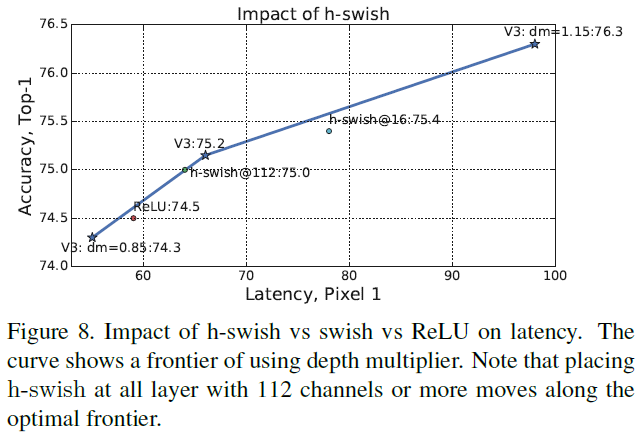 Impact of h-swish
76.5
V3: dm=1.15:76.3
76.0
75.5
h-swish@16:75.4
V3:75.2
75.0
h-swish@112:75.0
74.5
ReLU:74.5
V3: dm=0.85:74.3
74.0
60 70 80 90 100
Accuracy, Top-1
Latency, Pixel 1
Figure 8. Impact of h-swish vs swish vs ReLU on latency. The
curve shows a frontier of using depth multiplier. Note that placing
h-swish at all layer with 112 channels or more moves along the
optimal frontier.